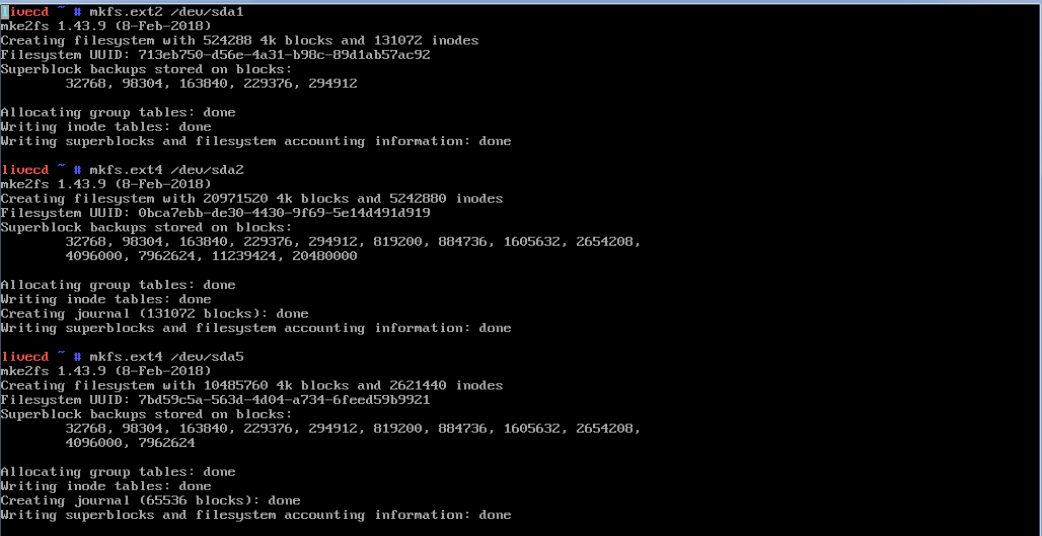 livecd ~ # mkfs.ext2 /dev/sda1
mke2fs 1.43.9 (8-Feb-2018)
Creating filesystem with 524288 4k blocks and 131072 inodes
Filesystem UUID: 713eb750-d56e-4a31-b98c-89d1ab57ac92
Superblock backups stored on blocks:
        32768, 98304, 163840, 229376, 294912

Allocating group tables: done
Writing inode tables: done
Writing superblocks and filesystem accounting information: done

livecd ~ # mkfs.ext4 /dev/sda2
mke2fs 1.43.9 (8-Feb-2018)
Creating filesystem with 20971520 4k blocks and 5242880 inodes
Filesystem UUID: 0bca7ebb-de30-4430-9f69-5e14d491d919
Superblock backups stored on blocks:
        32768, 98304, 163840, 229376, 294912, 819200, 884736, 1605632, 2654208,
        4096000, 7962624, 11239424, 20480000

Allocating group tables: done
Writing inode tables: done
Creating journal (131072 blocks): done
Writing superblocks and filesystem accounting information: done

livecd ~ # mkfs.ext4 /dev/sda5
mke2fs 1.43.9 (8-Feb-2018)
Creating filesystem with 10485760 4k blocks and 2621440 inodes
Filesystem UUID: 7bd59c5a-563d-4d04-a734-6feed59b9921
Superblock backups stored on blocks:
        32768, 98304, 163840, 229376, 294912, 819200, 884736, 1605632, 2654208,
        4096000, 7962624

Allocating group tables: done
Writing inode tables: done
Creating journal (65536 blocks): done
Writing superblocks and filesystem accounting information: done